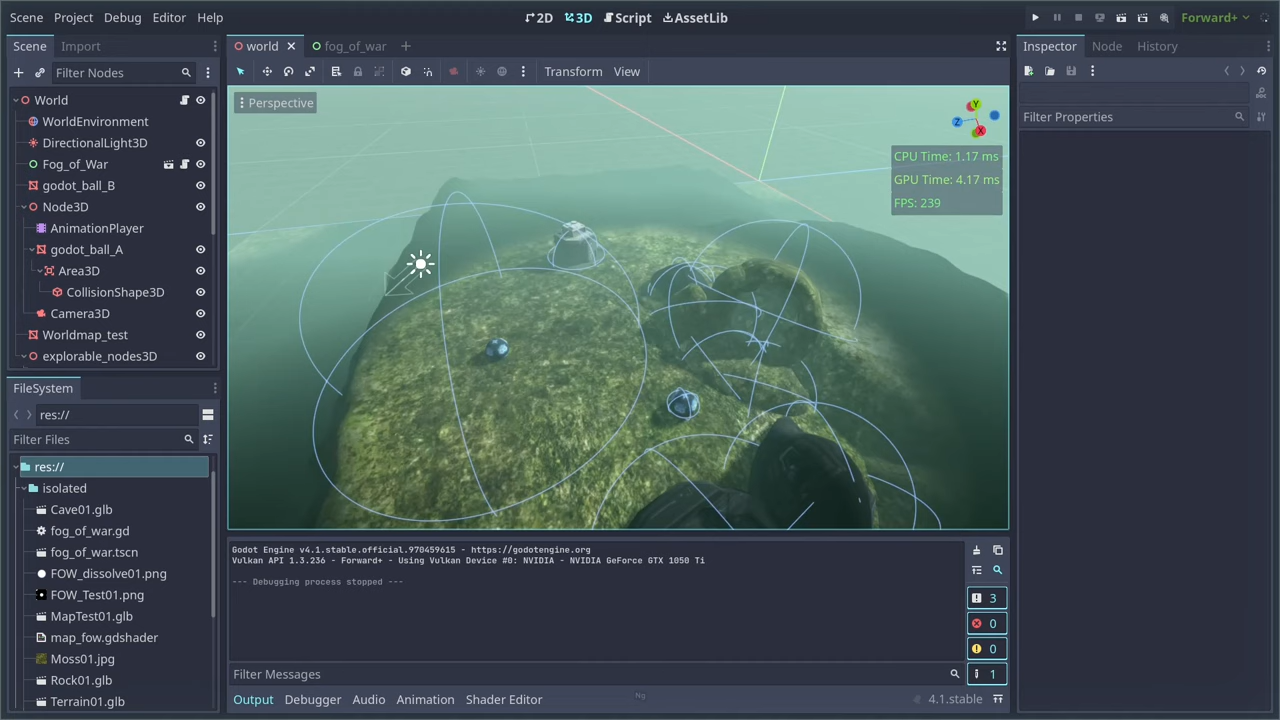 Scene Project Debug Editor Help
2D 3D Script AssetLib
Forward+
Scene Import
world fog_of_war
Inspector Node History
Filter Nodes
Transform View
World
WorldEnvironment
DirectionalLight3D
Fog_of_War
godot_ball_B
Node3D
AnimationPlayer
godot_ball_A
Area3D
CollisionShape3D
Camera3D
Worldmap_test
explorable_nodes3D
Perspective
Y
Z
X
CPU Time: 1.17 ms
GPU Time: 4.17 ms
FPS: 239
Filter Properties
FileSystem
res://
Filter Files
res://
isolated
Cave01.glb
fog_of_war.gd
fog_of_war.tscn
FOW_dissolve01.png
FOW_Test01.png
MapTest01.glb
map_fow.gdshader
Moss01.jpg
Rock01.glb
Terrain01.glb
Godot Engine v4.1.stable.official.970459615 - https://godotengine.org
Vulkan API 1.3.236 - Forward+ - Using Vulkan Device #0: NVIDIA - NVIDIA GeForce GTX 1050 Ti
--- Debugging process stopped ---
3
0
0
1
Filter Messages
Output Debugger Audio Animation Shader Editor
4.1.stable